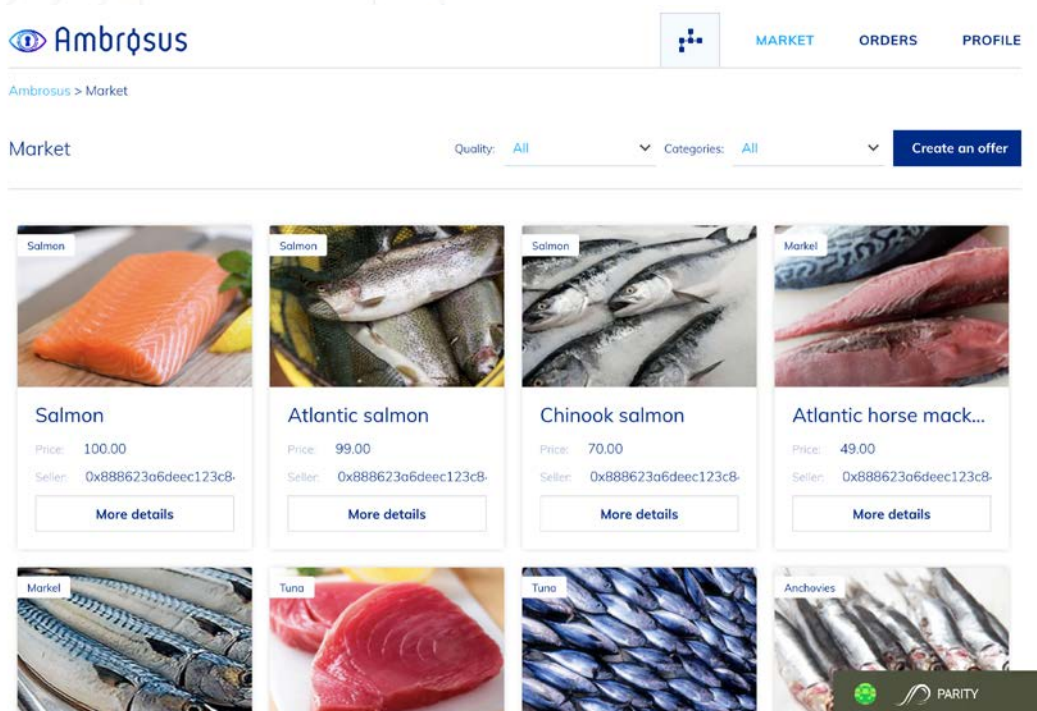 Ambrosus
MARKET ORDERS PROFILE
Ambrosus > Market
Market Quality: All Categories: All Create an offer
Salmon Salmon Salmon Markel
Salmon Atlantic salmon Chinook salmon Atlantic horse mack...
Price: 100.00 Price: 99.00 Price: 70.00 Price: 49.00
Seller: 0x888623a6deec123c8 Seller: 0x888623a6deec123c8 Seller: 0x888623a6deec123c8 Seller: 0x888623a6deec123c8
More details More details More details More details
Markel Tuna Tuna Anchovies
PARITY